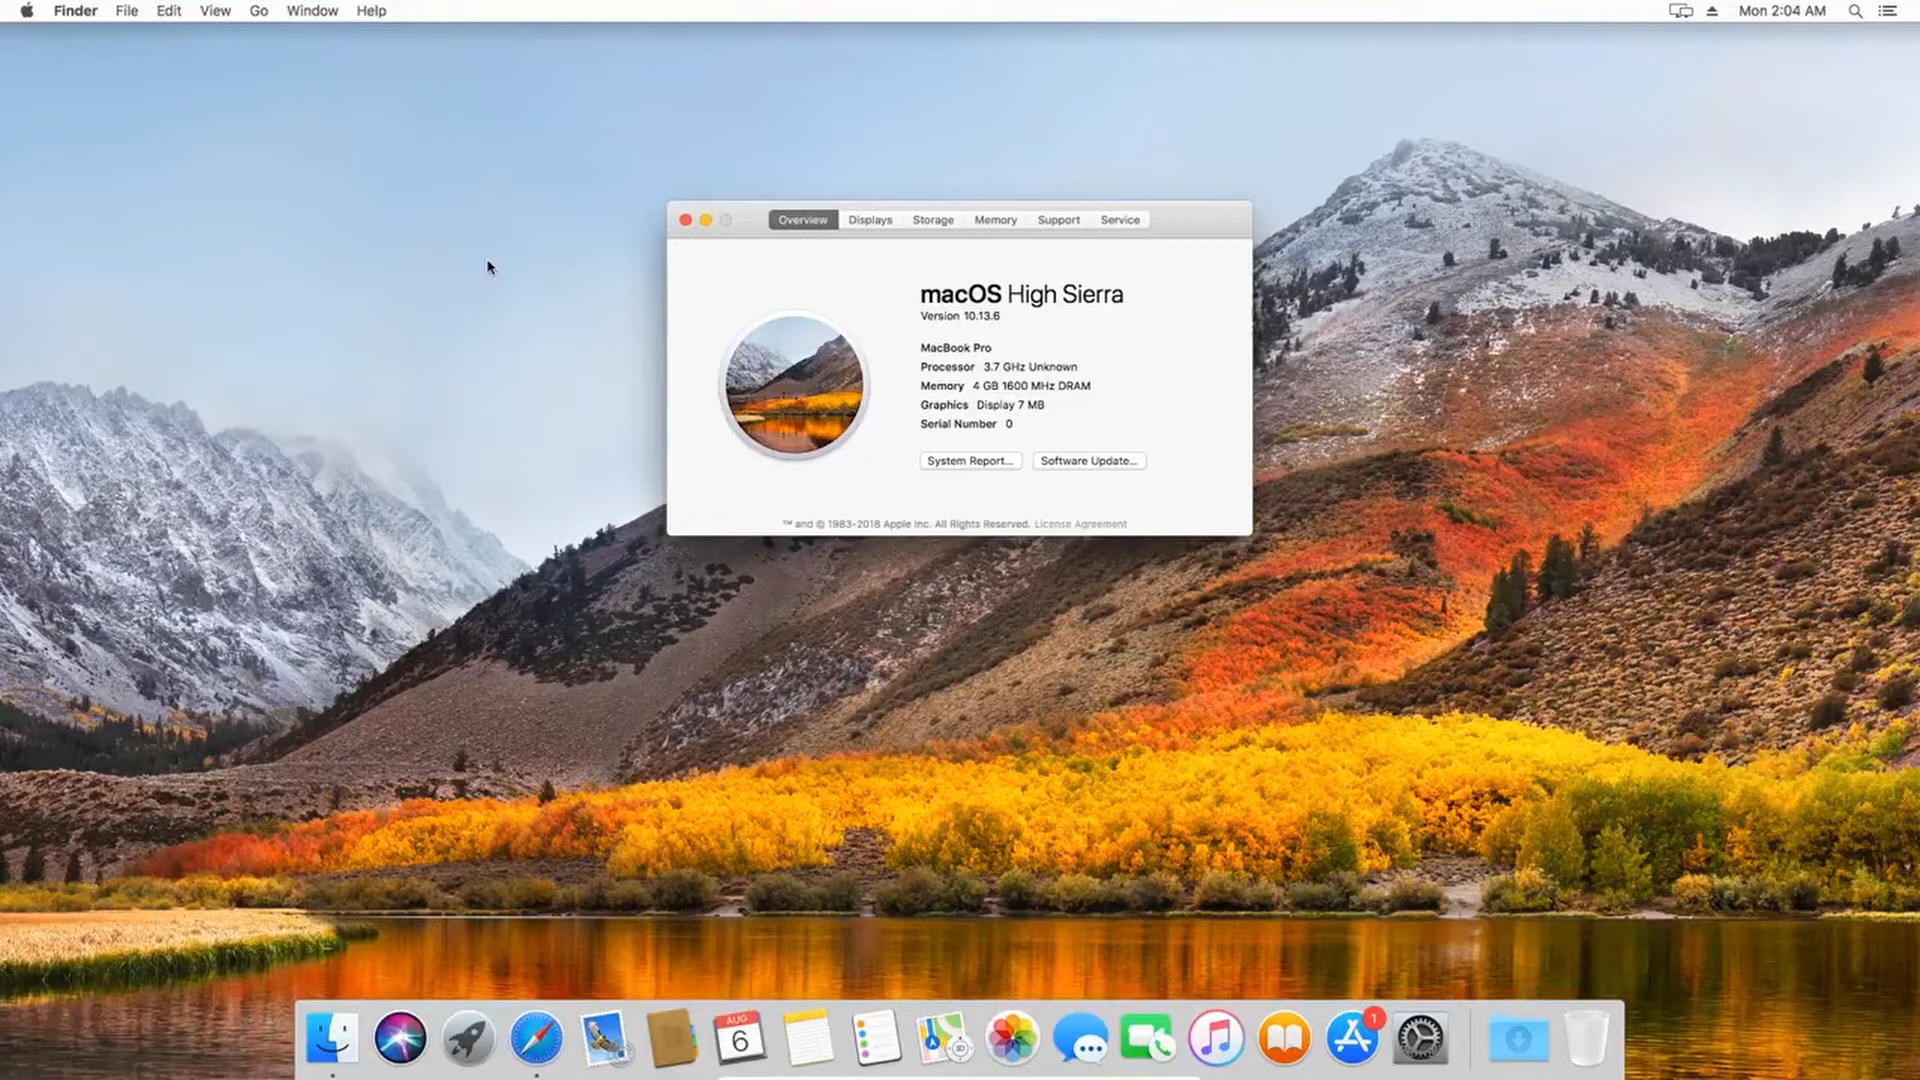 Finder File Edit View Go Window Help Mon 2:04 AM
Overview Displays Storage Memory Support Service
macOS High Sierra
Version 10.13.6
MacBook Pro
Processor 3.7 GHz Unknown
Memory 4 GB 1600 MHz DRAM
Graphics Display 7 MB
Serial Number 0
System Report... Software Update...
™ and © 1983-2018 Apple Inc. All Rights Reserved. License Agreement
AUG
6
3D
1